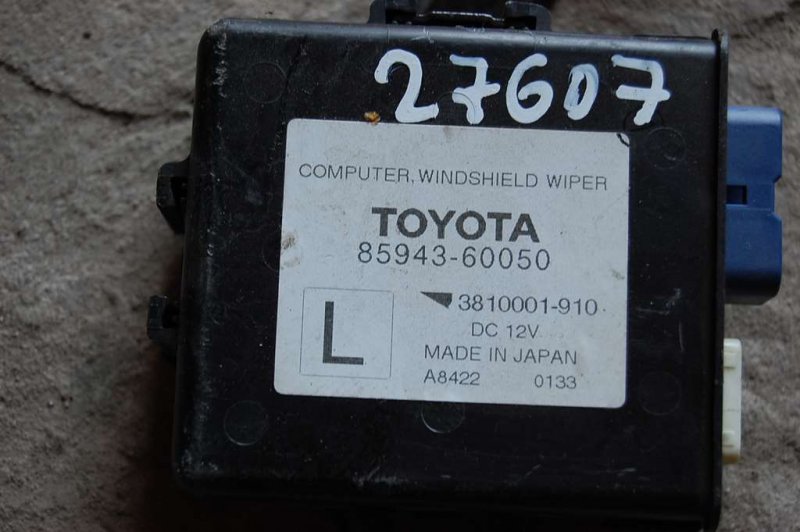 27607
COMPUTER, WINDSHIELD WIPER
TOYOTA
85943-60050
L
3810001-910
DC 12V
MADE IN JAPAN
A8422 0133